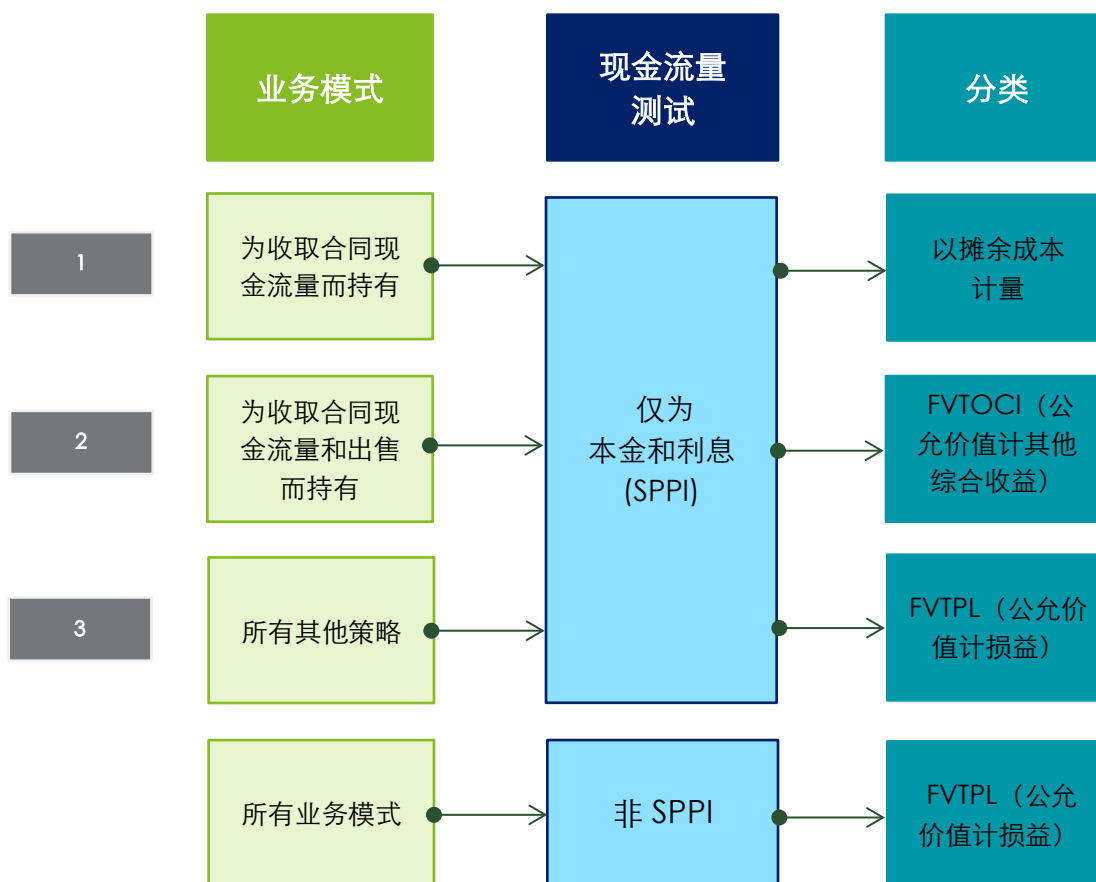 业务模式
现金流量
测试
分类
1
为收取合同现
金流量而持有
以摊余成本
计量
2
为收取合同现
金流量和出售
而持有
仅为
本金和利息
(SPPI)
FVTOCI（公
允价值计其他
综合收益）
3
所有其他策略
FVTPL（公允价
值计损益）
所有业务模式
非 SPPI
FVTPL（公允
价值计损益）